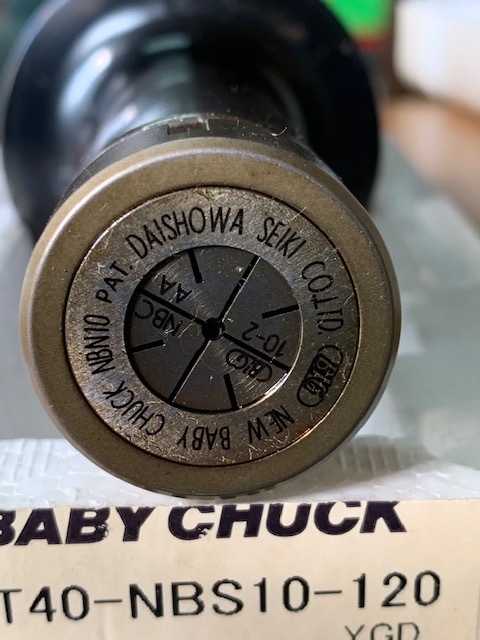 NEW BABY CHUCK NBN10 PAT. DAISHOWA SEIKI CO.LTD BIG
NBC
AA
BIG
10-2
BABY CHUCK
T40-NBS10-120
YGD